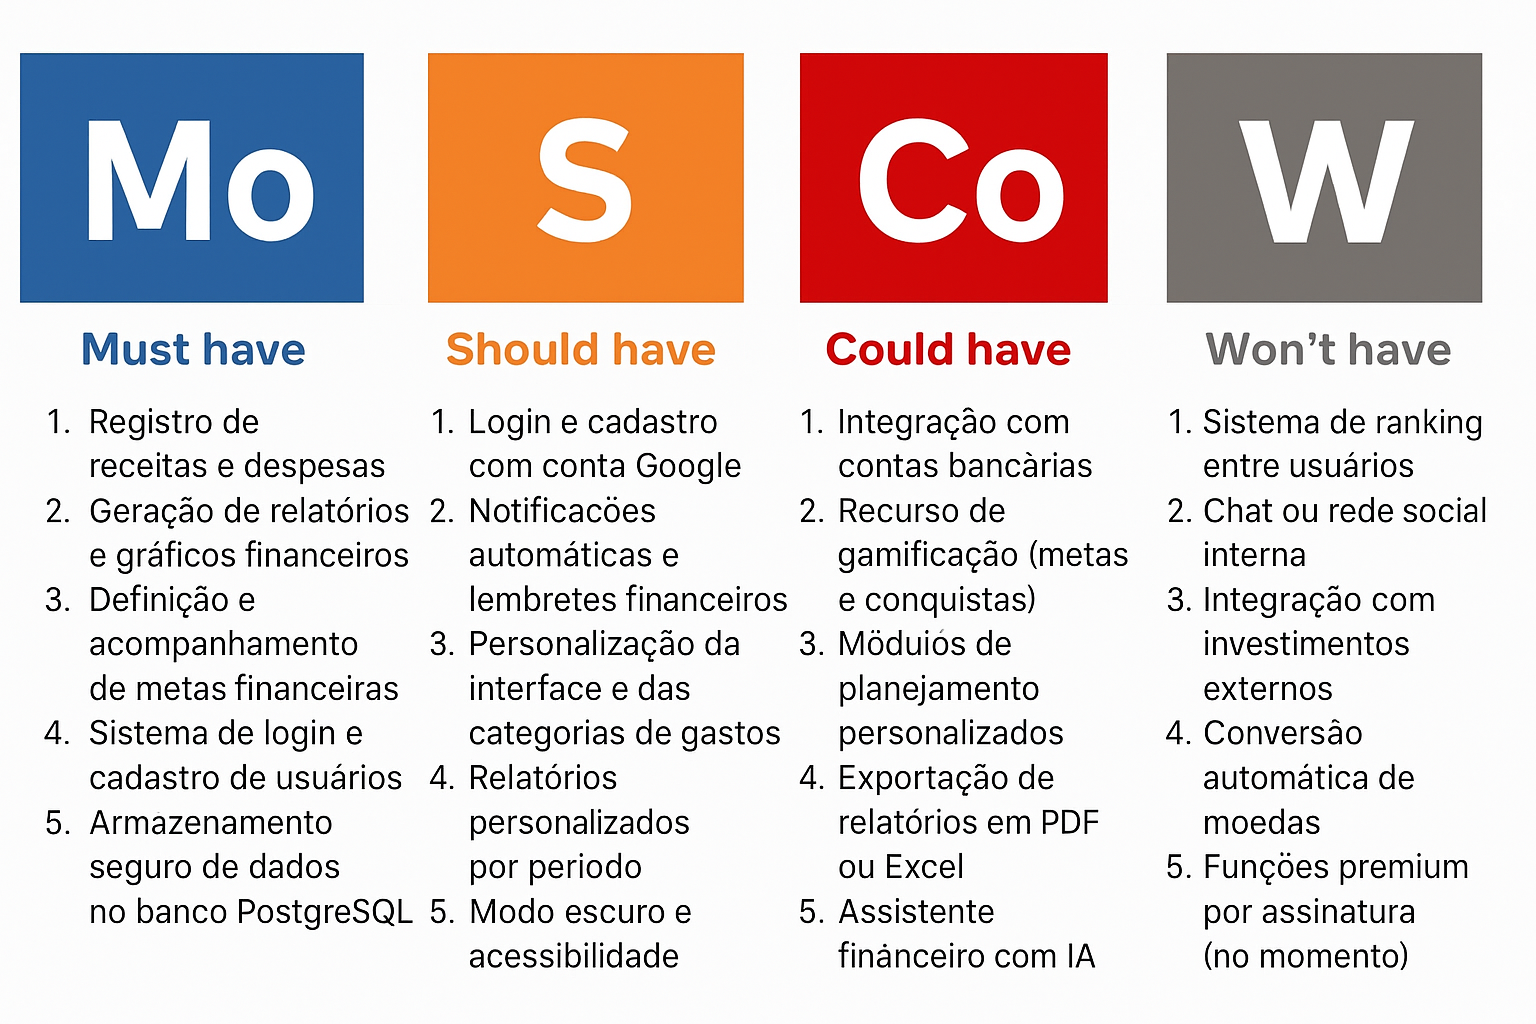 Mo
Must have
1. Registro de
receitas e despesas
2. Geração de relatórios
e gráficos financeiros
3. Definição e
acompanhamento
de metas financeiras
4. Sistema de login e
cadastro de usuários
5. Armazenamento
seguro de dados
no banco PostgreSQL
S
Should have
1. Login e cadastro
com conta Google
2. Notificacöes
automáticas e
lembretes financeiros
3. Personalização da
interface e das
categorias de gastos
4. Relatórios
personalizados
por periodo
5. Modo escuro e
acessibilidade
Co
Could have
1. Integraçâo com
contas bancàrias
2. Recurso de
gamificação (metas
e conquistas)
3. Möduiós de
planejamento
personalizados
4. Exportação de
relatórios em PDF
ou Excel
5. Assistente
finànceiro com IA
W
Won't have
1. Sistema de ranking
entre usuários
2. Chat ou rede social
interna
3. Integração com
investimentos
externos
4. Conversâo
automática de
moedas
5. Funçöes premium
por assinatura
(no momento)